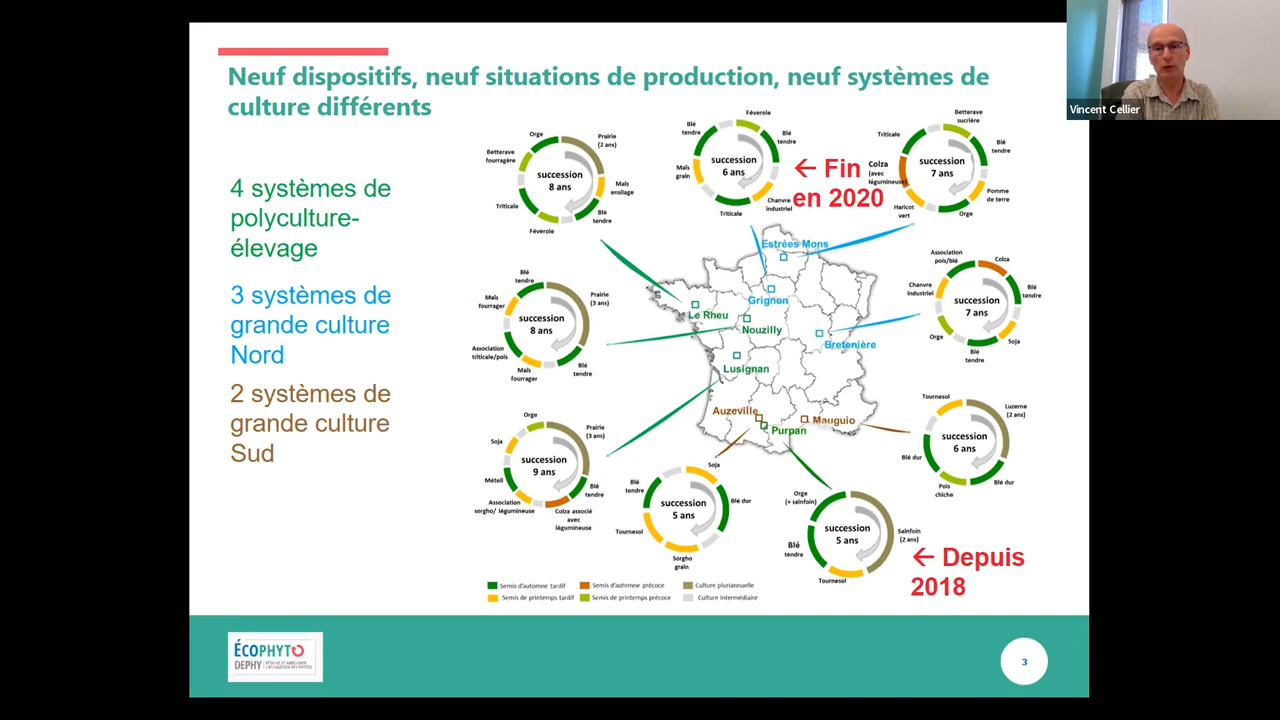 Neuf dispositifs, neuf situations de production, neuf systèmes de
culture différents
Vincent Cellier
4 systèmes de
polyculture-
élevage
3 systèmes de
grande culture
Nord
2 systèmes de
grande culture
Sud
Orge
Prairie
(2 ans)
Betterave
fourragère
Maïs
ensilage
succession
8 ans
Triticale
Blé
tendre
Féverole
Féverole
Blé
tendre
Blé
tendre
Maïs
grain
succession
6 ans
Chanvre
industriel
Triticale
← Fin
en 2020
Betterave
sucrière
Triticale
Blé
tendre
Colza
(avec
légumineuse)
succession
7 ans
Pomme
de terre
Haricot
vert
Orge
Blé
tendre
Maïs
fourrager
Prairie
(3 ans)
succession
8 ans
Association
triticale/pois
Maïs
fourrager
Blé
tendre
Estrées Mons
Grignon
Le Rheu
Nouzilly
Bretenière
Lusignan
Auzeville
Mauguio
Purpan
Association
pois/blé
Colza
Chanvre
industriel
Blé
tendre
succession
7 ans
Orge
Soja
Blé
tendre
Orge
Prairie
(3 ans)
Soja
succession
9 ans
Méteil
Blé
tendre
Association
sorgho/ légumineuse
Colza associé
avec
légumineuse
Tournesol
Luzerne
(2 ans)
succession
6 ans
Blé dur
Pois
chiche
Blé dur
Soja
Blé
tendre
Blé dur
succession
5 ans
Tournesol
Sorgho
grain
Orge
(+ sainfoin)
Sainfoin
(2 ans)
succession
5 ans
Blé
tendre
Tournesol
← Depuis
2018
Semis d'automne tardif
Semis d'automne précoce
Culture pluriannuelle
Semis de printemps tardif
Semis de printemps précoce
Culture intermédiaire
ÉCOPHYTO
DEPHY
3